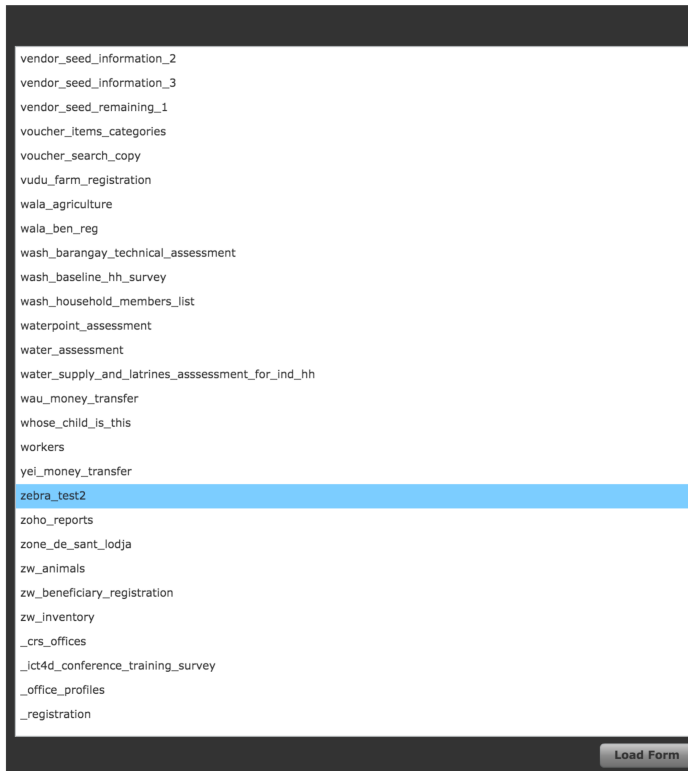 vendor_seed_information_2
vendor_seed_information_3
vendor_seed_remaining_1
voucher_items_categories
voucher_search_copy
vudu_farm_registration
wala_agriculture
wala_ben_reg
wash_barangay_technical_assessment
wash_baseline_hh_survey
wash_household_members_list
waterpoint_assessment
water_assessment
water_supply_and_latrines_asssessment_for_ind_hh
wau_money_transfer
whose_child_is_this
workers
yei_money_transfer
zebra_test2
zoho_reports
zone_de_sant_lodja
zw_animals
zw_beneficiary_registration
zw_inventory
_crs_offices
_ict4d_conference_training_survey
_office_profiles
_registration
Load Form